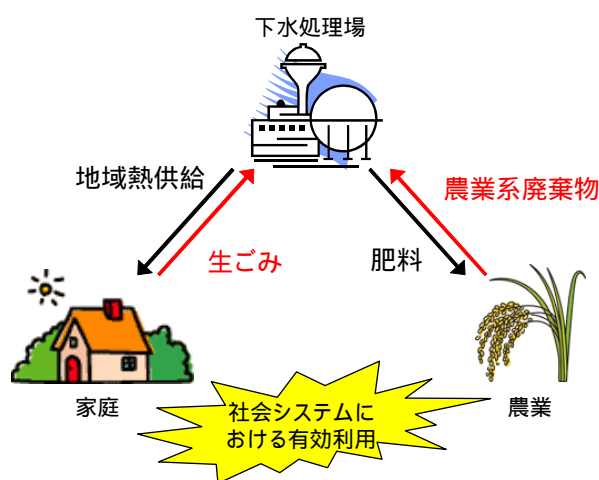 下水処理場
地域熱供給
農業系廃棄物
生ごみ
肥料
家庭
農業
社会システムに
おける有効利用